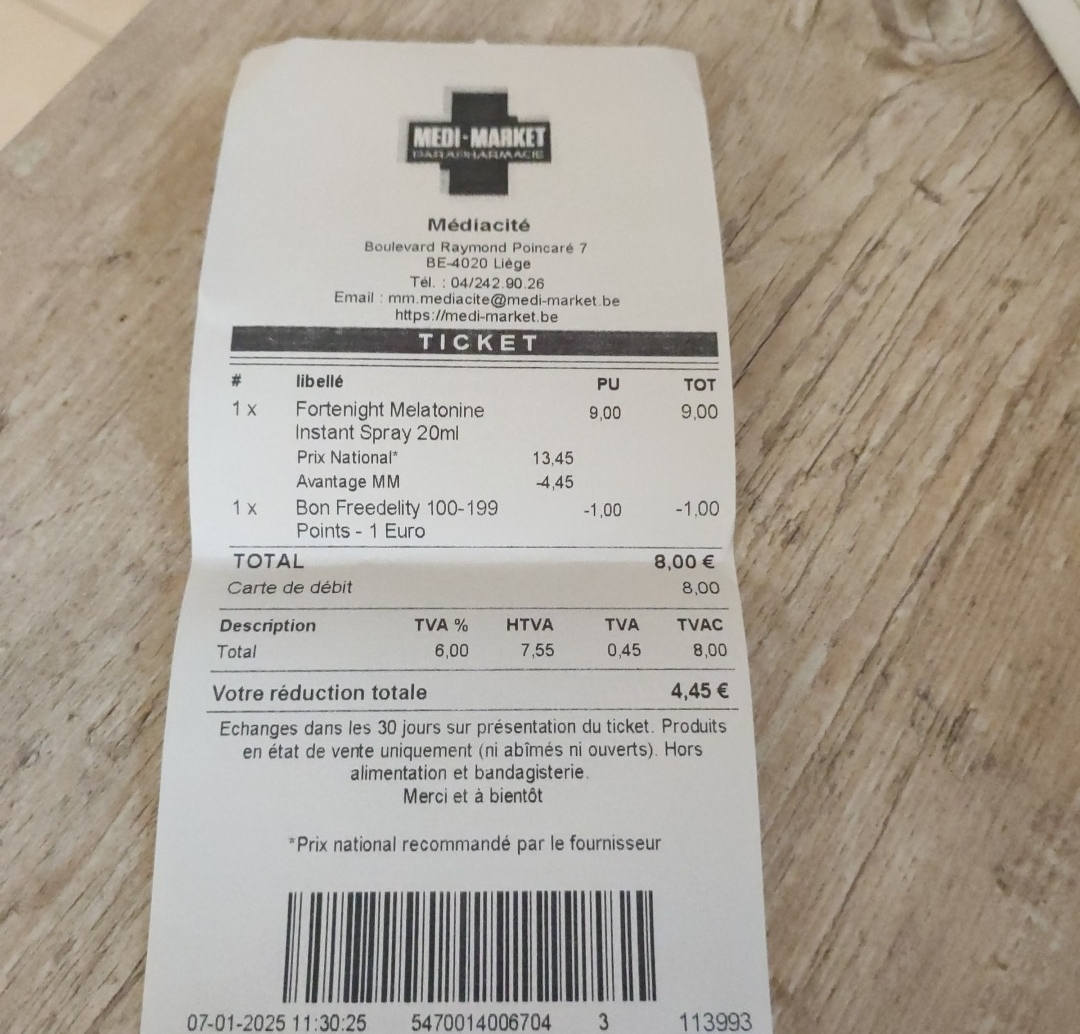 MEDI-MARKET
PARAPHARMACIE
Médiacité
Boulevard Raymond Poincaré 7
BE-4020 Liège
Tél. : 04/242.90.26
Email : mm.mediacite@medi-market.be
https://medi-market.be
TICKET
# libellé PU TOT
1 x Fortenight Melatonine 9,00 9,00
Instant Spray 20ml
Prix National* 13,45
Avantage MM -4,45
1 x Bon Freedelity 100-199 -1,00 -1,00
Points - 1 Euro
TOTAL 8,00 €
Carte de débit 8,00
Description TVA % HTVA TVA TVAC
Total 6,00 7,55 0,45 8,00
Votre réduction totale 4,45 €
Echanges dans les 30 jours sur présentation du ticket. Produits
en état de vente uniquement (ni abîmés ni ouverts). Hors
alimentation et bandagisterie.
Merci et à bientôt
*Prix national recommandé par le fournisseur
07-01-2025 11:30:25 5470014006704 3 113993